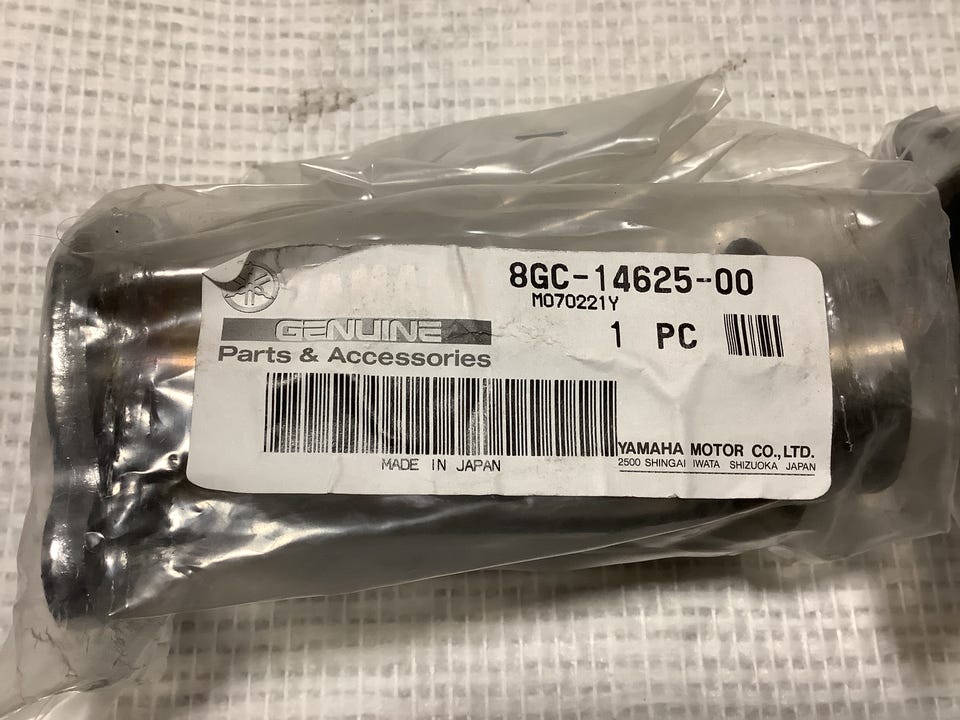 8GC-14625-00
M070221Y
1 PC
GENUINE
Parts & Accessories
MADE IN JAPAN
YAMAHA MOTOR CO.,LTD.
2500 SHINGAI IWATA SHIZUOKA JAPAN